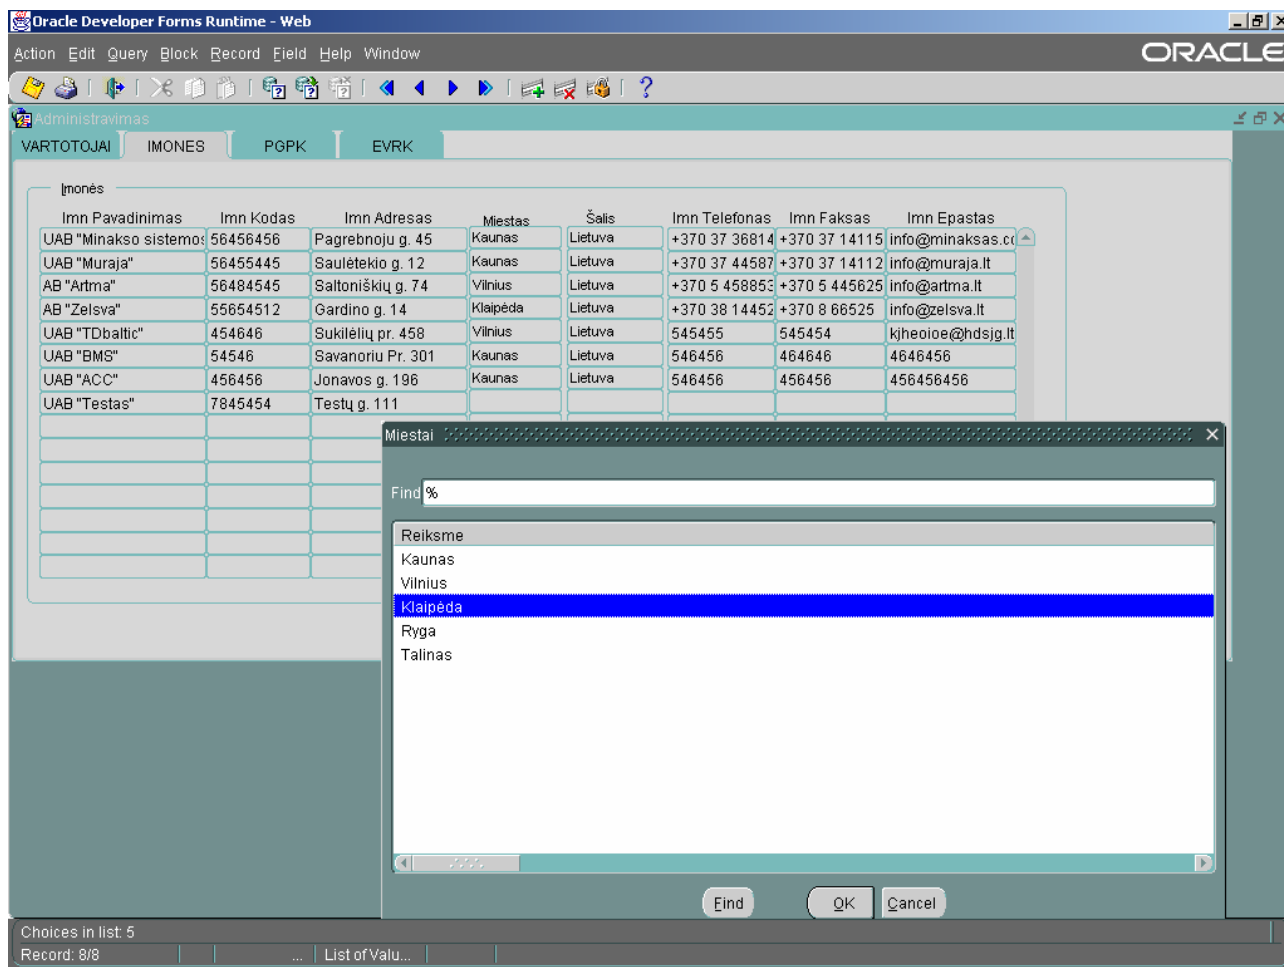 Oracle Developer Forms Runtime - Web
Action Edit Query Block Record Field Help Window ORACLE
Administravimas
VARTOTOJAI IMONES PGPK EVRK
Įmonės
Imn Pavadinimas Imn Kodas Imn Adresas Miestas Šalis Imn Telefonas Imn Faksas Imn Epastas
UAB "Minakso sistemos 56456456 Pagrebnoju g. 45 Kaunas Lietuva +370 37 36814 +370 37 14115 info@minaksas.co
UAB "Muraja" 56455445 Saulėtekio g. 12 Kaunas Lietuva +370 37 44587 +370 37 14112 info@muraja.lt
AB "Artma" 56484545 Saltoniškių g. 74 Vilnius Lietuva +370 5 458853 +370 5 445625 info@artma.lt
AB "Zelsva" 55654512 Gardino g. 14 Klaipėda Lietuva +370 38 14452 +370 8 66525 info@zelsva.lt
UAB "TDbaltic" 454646 Sukilėlių pr. 458 Vilnius Lietuva 545455 545454 kjheoioe@hdsjg.lt
UAB "BMS" 54546 Savanoriu Pr. 301 Kaunas Lietuva 546456 464646 4646456
UAB "ACC" 456456 Jonavos g. 196 Kaunas Lietuva 546456 456456 456456456
UAB "Testas" 7845454 Testų g. 111
Miestai
Find %
Reiksme
Kaunas
Vilnius
Klaipėda
Ryga
Talinas
Find OK Cancel
Choices in list: 5
Record: 8/8 ... List of Valu...